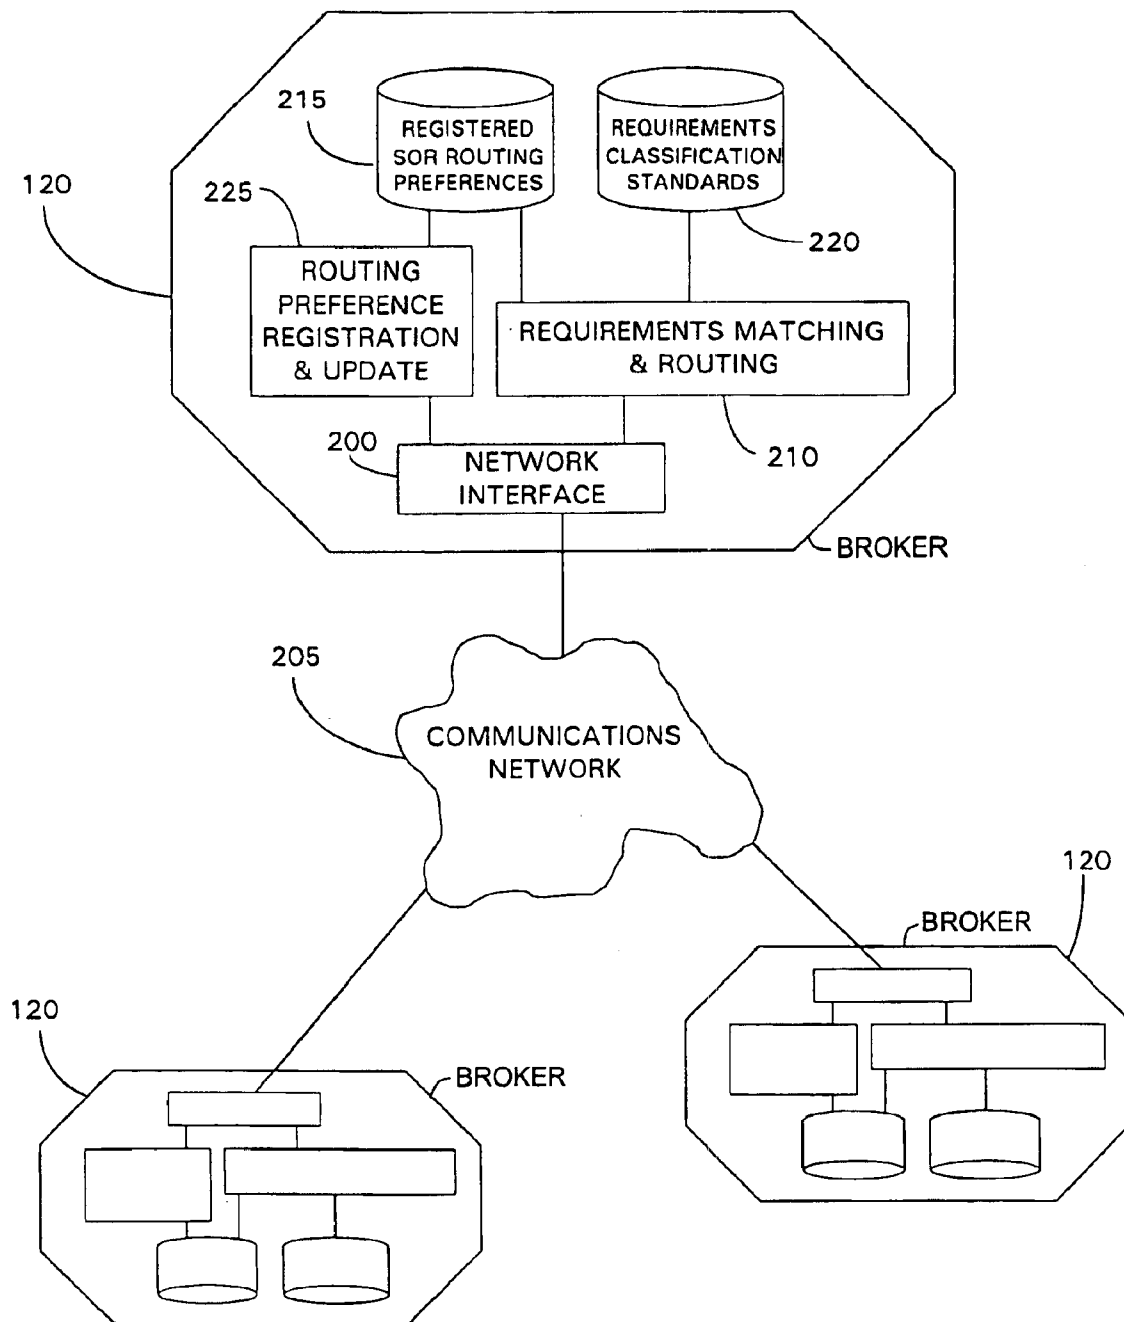 215
REGISTERED
SOR ROUTING
PREFERENCES
REQUIREMENTS
CLASSIFICATION
STANDARDS
120
225
220
ROUTING
PREFERENCE
REGISTRATION
& UPDATE
REQUIREMENTS MATCHING
& ROUTING
200
210
NETWORK
INTERFACE
BROKER
205
COMMUNICATIONS
NETWORK
120
BROKER
120
BROKER